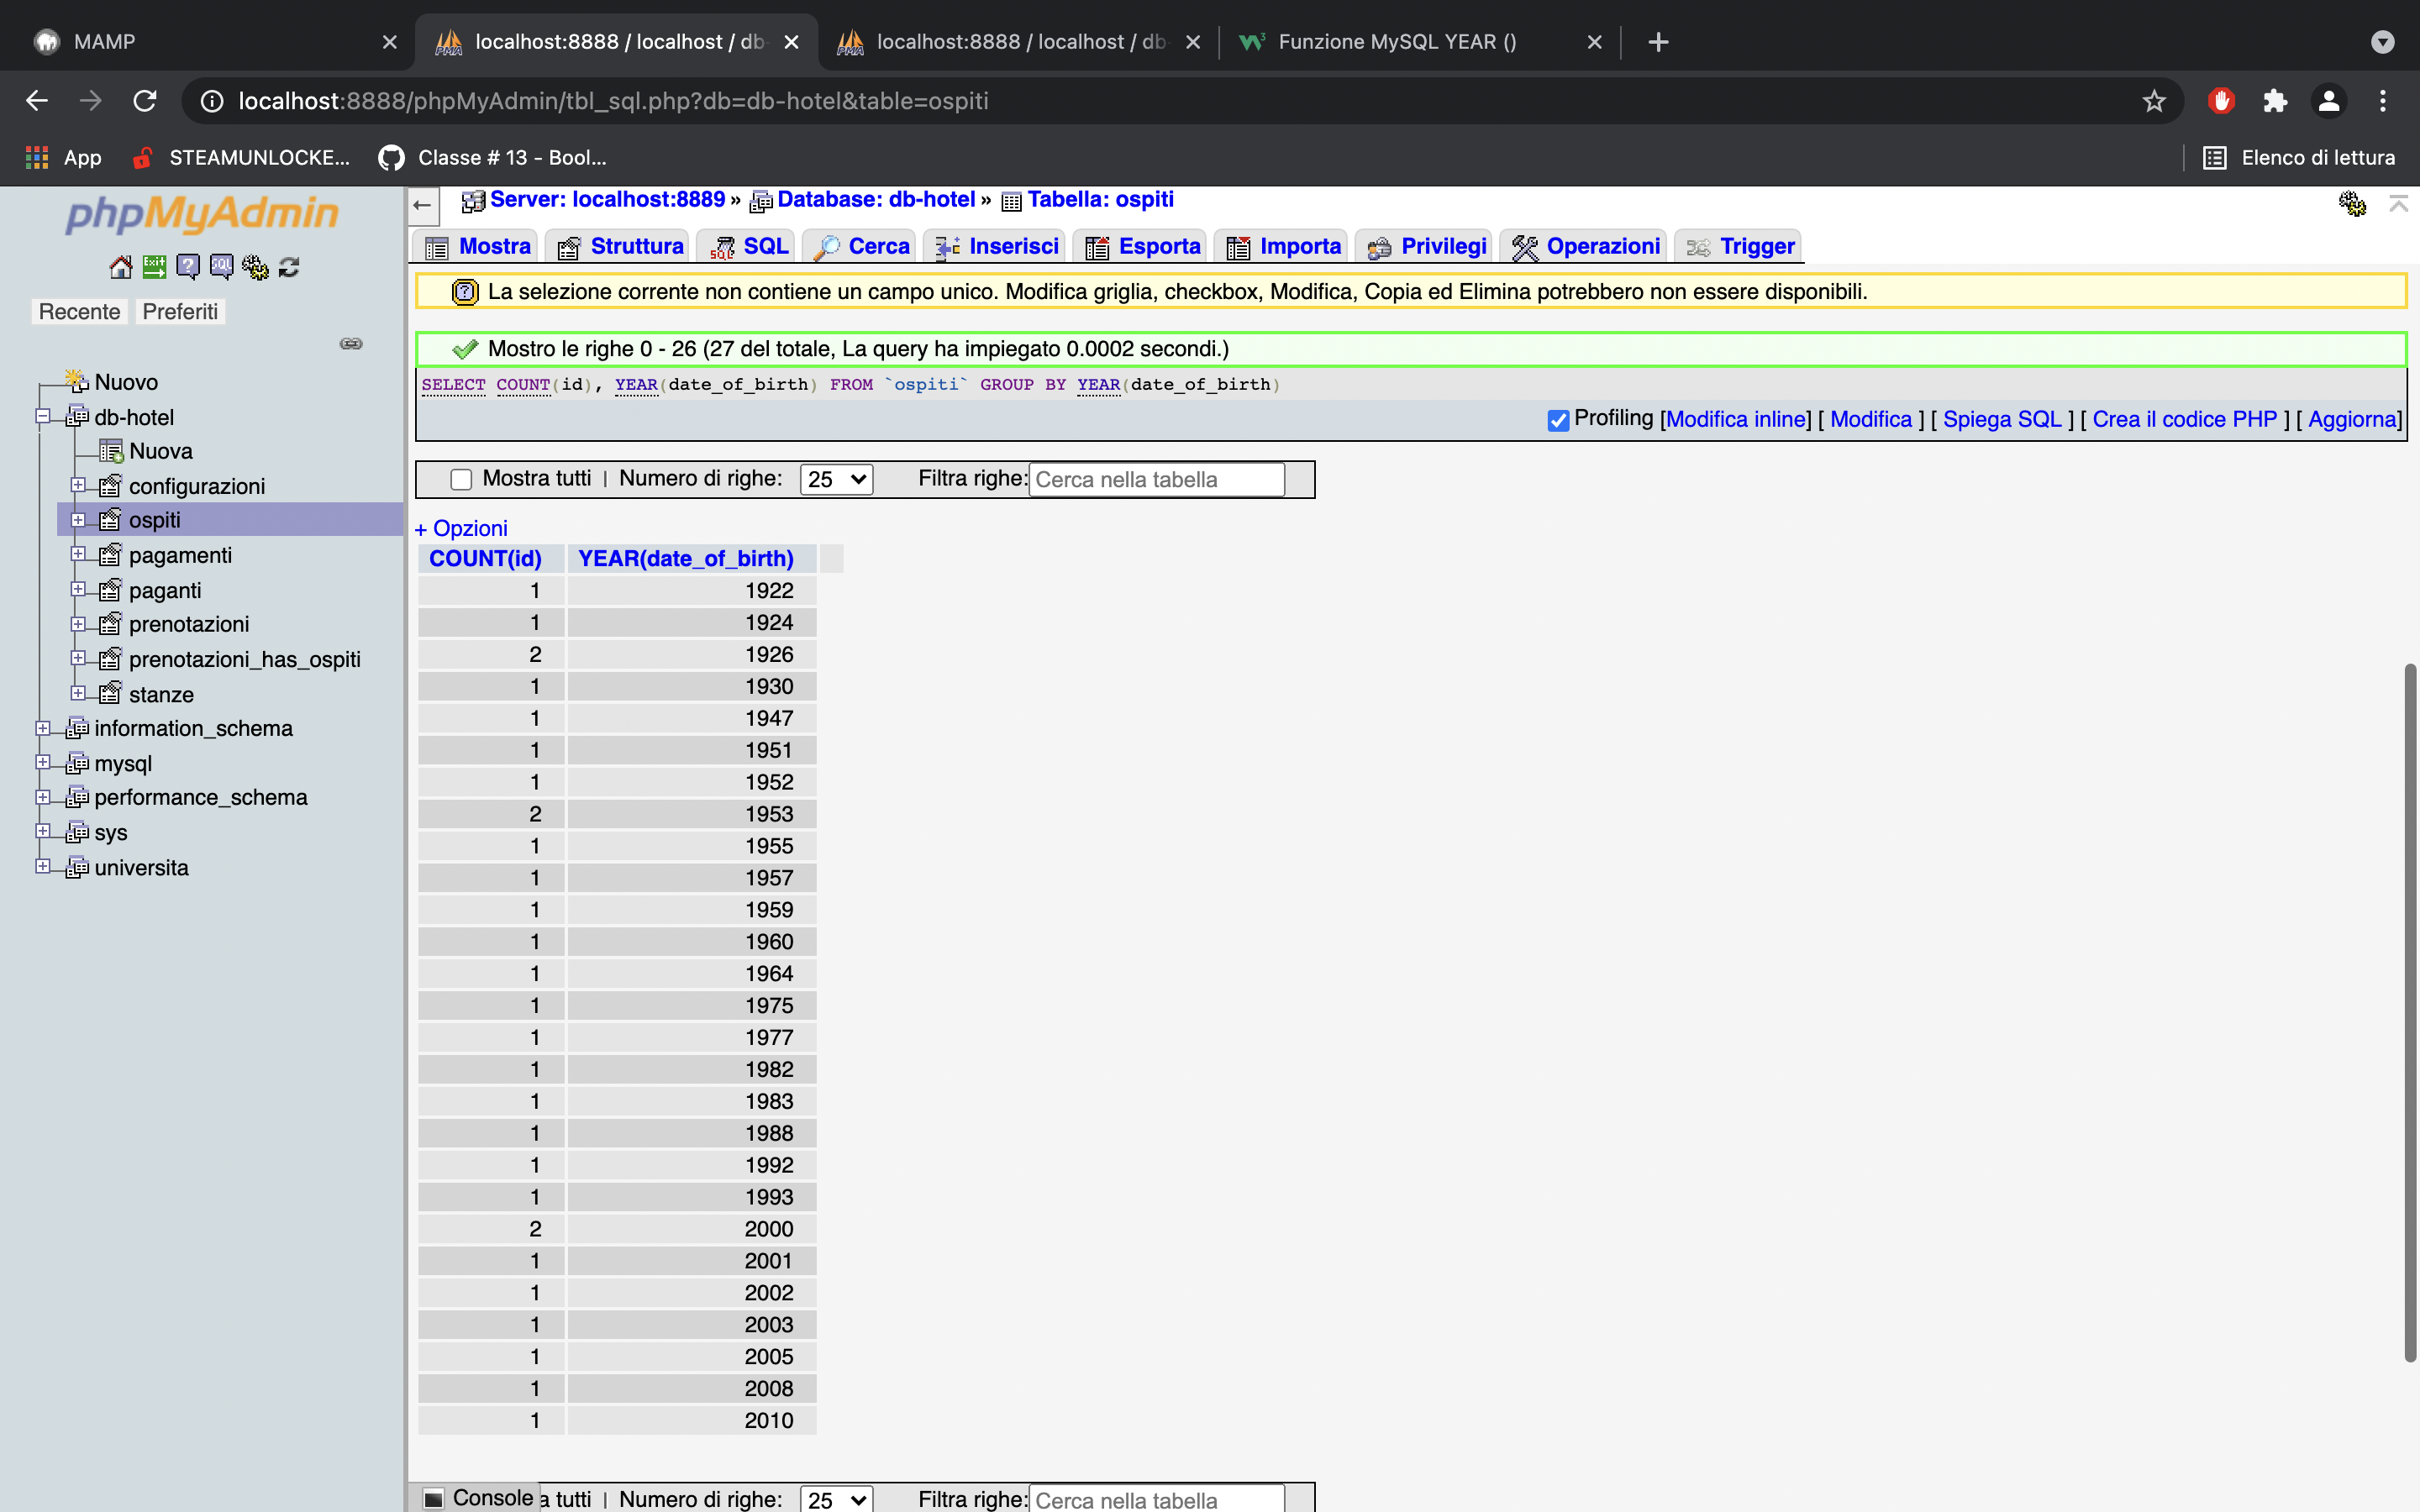 MAMP
localhost:8888 / localhost / db-
localhost:8888 / localhost / db-
Funzione MySQL YEAR ()
localhost:8888/phpMyAdmin/tbl_sql.php?db=db-hotel&table=ospiti
App
STEAMUNLOCKE...
Classe # 13 - Bool...
Elenco di lettura
phpMyAdmin
Recente Preferiti
Nuovo
db-hotel
Nuova
configurazioni
ospiti
pagamenti
paganti
prenotazioni
prenotazioni_has_ospiti
stanze
information_schema
mysql
performance_schema
sys
universita
Server: localhost:8889 » Database: db-hotel » Tabella: ospiti
Mostra Struttura SQL Cerca Inserisci Esporta Importa Privilegi Operazioni Trigger
La selezione corrente non contiene un campo unico. Modifica griglia, checkbox, Modifica, Copia ed Elimina potrebbero non essere disponibili.
Mostro le righe 0 - 26 (27 del totale, La query ha impiegato 0.0002 secondi.)
SELECT COUNT(id), YEAR(date_of_birth) FROM `ospiti` GROUP BY YEAR(date_of_birth)
Profiling [Modifica inline] [ Modifica ] [ Spiega SQL ] [ Crea il codice PHP ] [ Aggiorna]
Mostra tutti | Numero di righe: 25 Filtra righe: Cerca nella tabella
+ Opzioni
COUNT(id) YEAR(date_of_birth)
1 1922
1 1924
2 1926
1 1930
1 1947
1 1951
1 1952
2 1953
1 1955
1 1957
1 1959
1 1960
1 1964
1 1975
1 1977
1 1982
1 1983
1 1988
1 1992
1 1993
2 2000
1 2001
1 2002
1 2003
1 2005
1 2008
1 2010
Console a tutti | Numero di righe: 25 Filtra righe: Cerca nella tabella